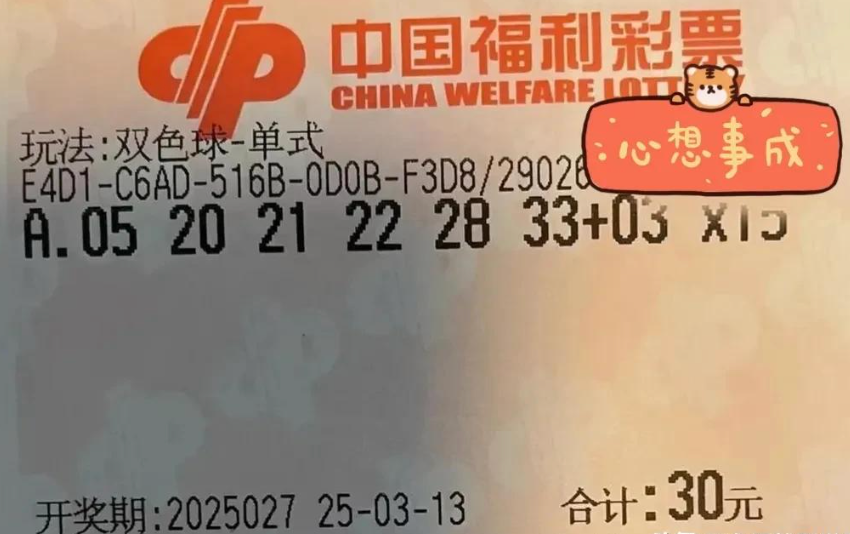 中国福利彩票
CHINA WELFARE LOTTERY
心想事成
玩法:双色球-单式
E4D1-C6AD-516B-0D0B-F3D8/29026
A.05 20 21 22 28 33+03 X15
开奖期:2025027 25-03-13 合计:30元